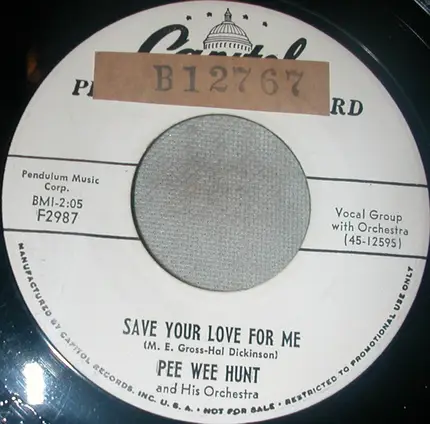 Capitol
B12767
P RD
Pendulum Music
Corp.
BMI-2:05
F2987
Vocal Group
with Orchestra
(45-12595)
SAVE YOUR LOVE FOR ME
(M. E. Gross-Hal Dickinson)
PEE WEE HUNT
and His Orchestra
MANUFACTURED BY CAPITOL RECORDS, INC. U. S. A. • NOT FOR SALE • RESTRICTED TO PROMOTIONAL USE ONLY